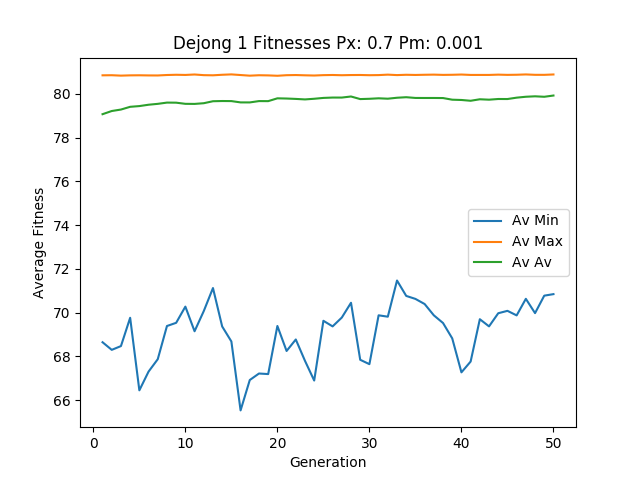 Dejong 1 Fitnesses Px: 0.7 Pm: 0.001
80
78
76
74
72
70
68
66
Average Fitness
Av Min
Av Max
Av Av
0 10 20 30 40 50
Generation